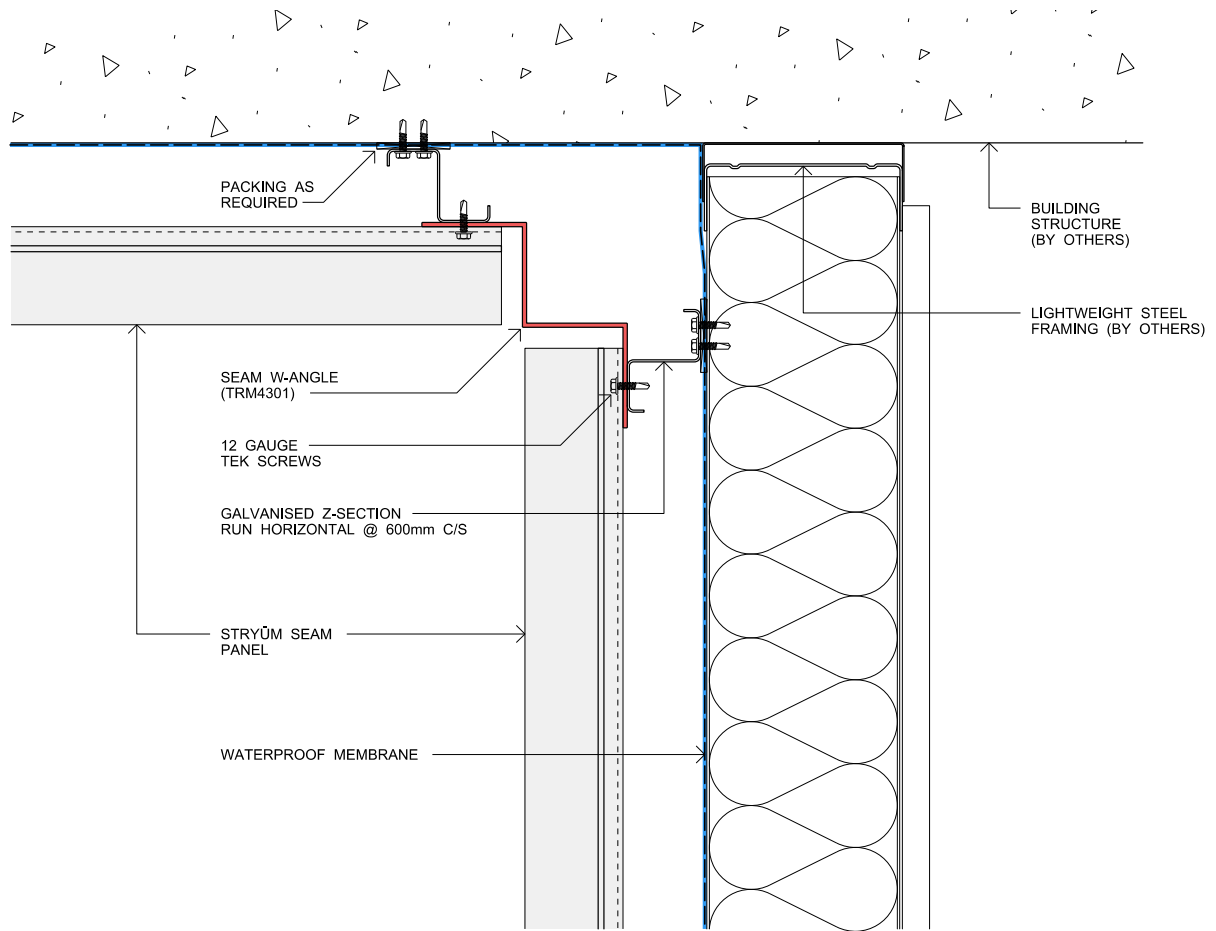 PACKING AS
REQUIRED
BUILDING
STRUCTURE
(BY OTHERS)
LIGHTWEIGHT STEEL
FRAMING (BY OTHERS)
SEAM W-ANGLE
(TRM4301)
12 GAUGE
TEK SCREWS
GALVANISED Z-SECTION
RUN HORIZONTAL @ 600mm C/S
STRYŪM SEAM
PANEL
WATERPROOF MEMBRANE